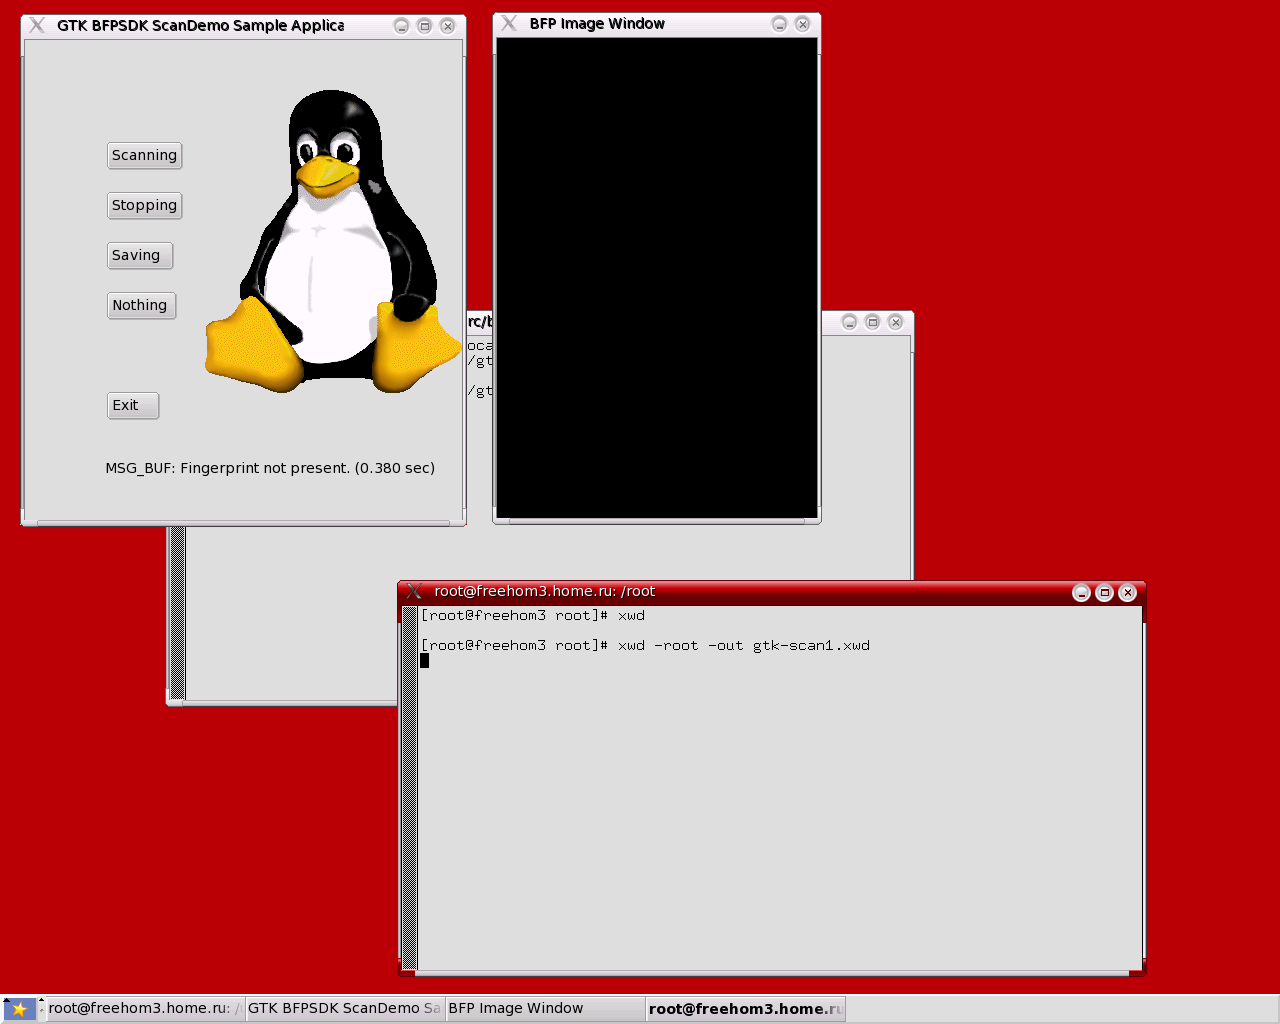 GTK BFPSDK ScanDemo Sample Applica
Scanning
Stopping
Saving
Nothing
Exit
MSG_BUF: Fingerprint not present. (0.380 sec)
BFP Image Window
rc/b
oca
/gt
/gt
root@freehom3.home.ru: /root
[root@freehom3 root]# xwd
[root@freehom3 root]# xwd -root -out gtk-scan1.xwd
root@freehom3.home.ru: /
GTK BFPSDK ScanDemo Sa
BFP Image Window
root@freehom3.home.ru